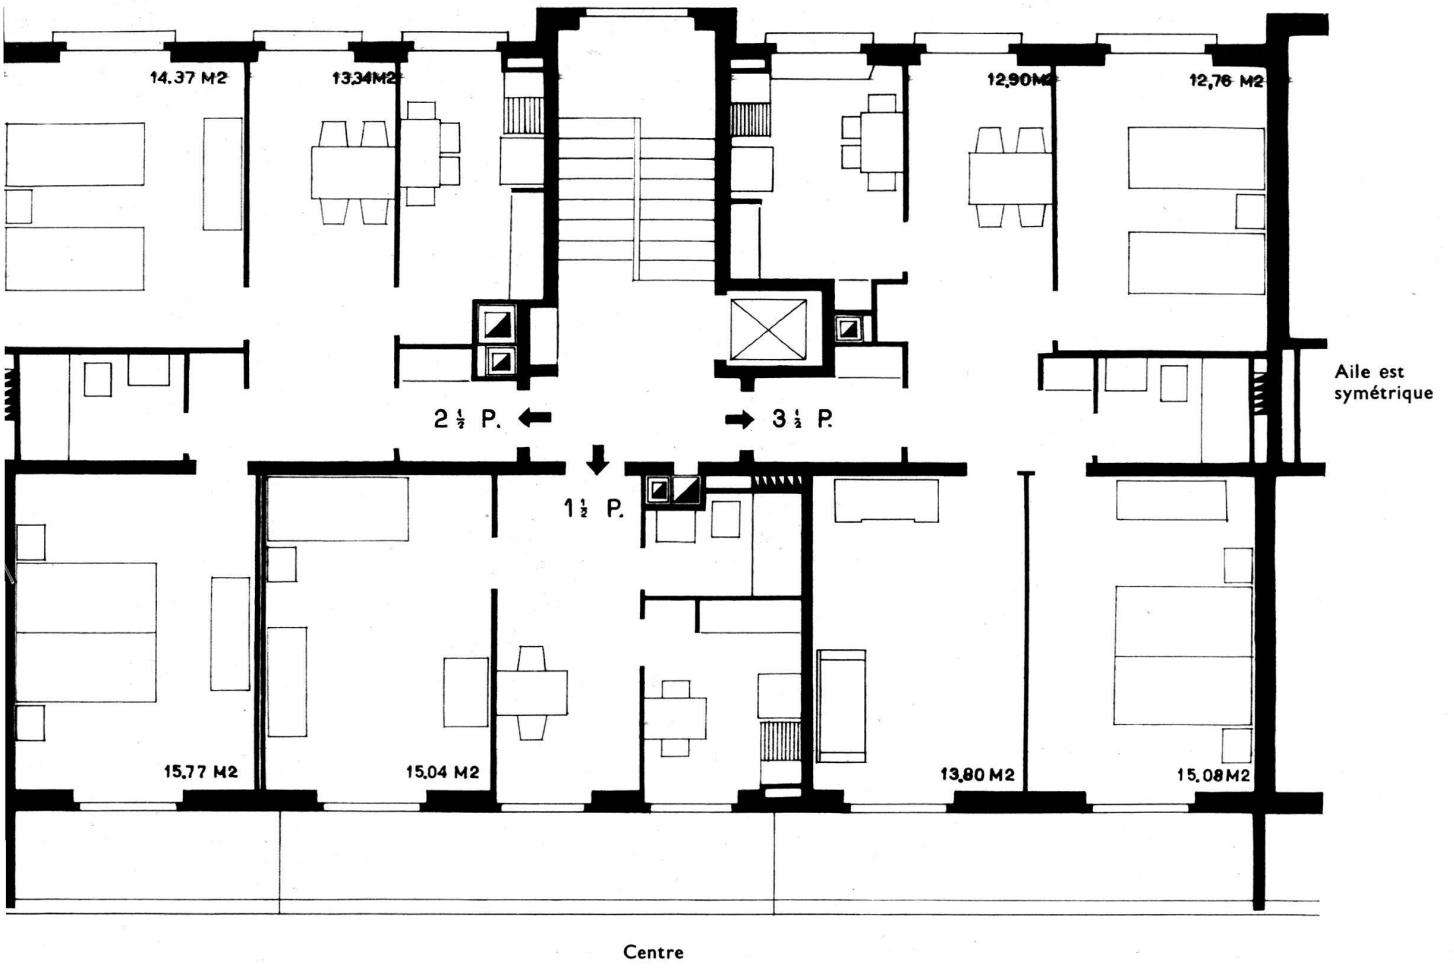 14.37 M2
13.34M2
12,90M2
12,76 M2
Aile est
symétrique
2 ½ P.
3 ½ P.
1 ½ P.
15.77 M2
15.04 M2
13.80 M2
15.08M2
Centre